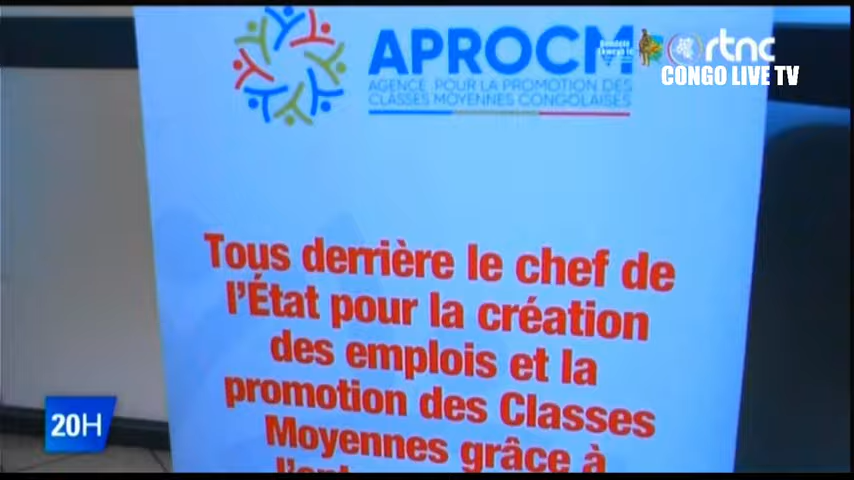 APROCM
AGENCE POUR LA PROMOTION DES
CLASSES MOYENNES CONGOLAISES
rtnc
CONGO LIVE TV
Tous derrière le chef de
l'État pour la création
des emplois et la
promotion des Classes
Moyennes grâce à
20H